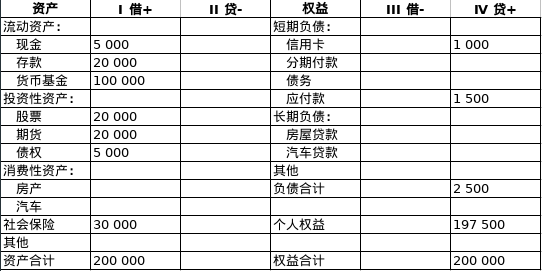 资产 I 借+ II 贷- 权益 III 借- IV 贷+
流动资产： 短期负债：
现金 5 000 信用卡 1 000
存款 20 000 分期付款
货币基金 100 000 债务
投资性资产： 应付款 1 500
股票 20 000 长期负债：
期货 20 000 房屋贷款
债权 5 000 汽车贷款
消费性资产： 其他
房产 负债合计 2 500
汽车
社会保险 30 000 个人权益 197 500
其他
资产合计 200 000 权益合计 200 000